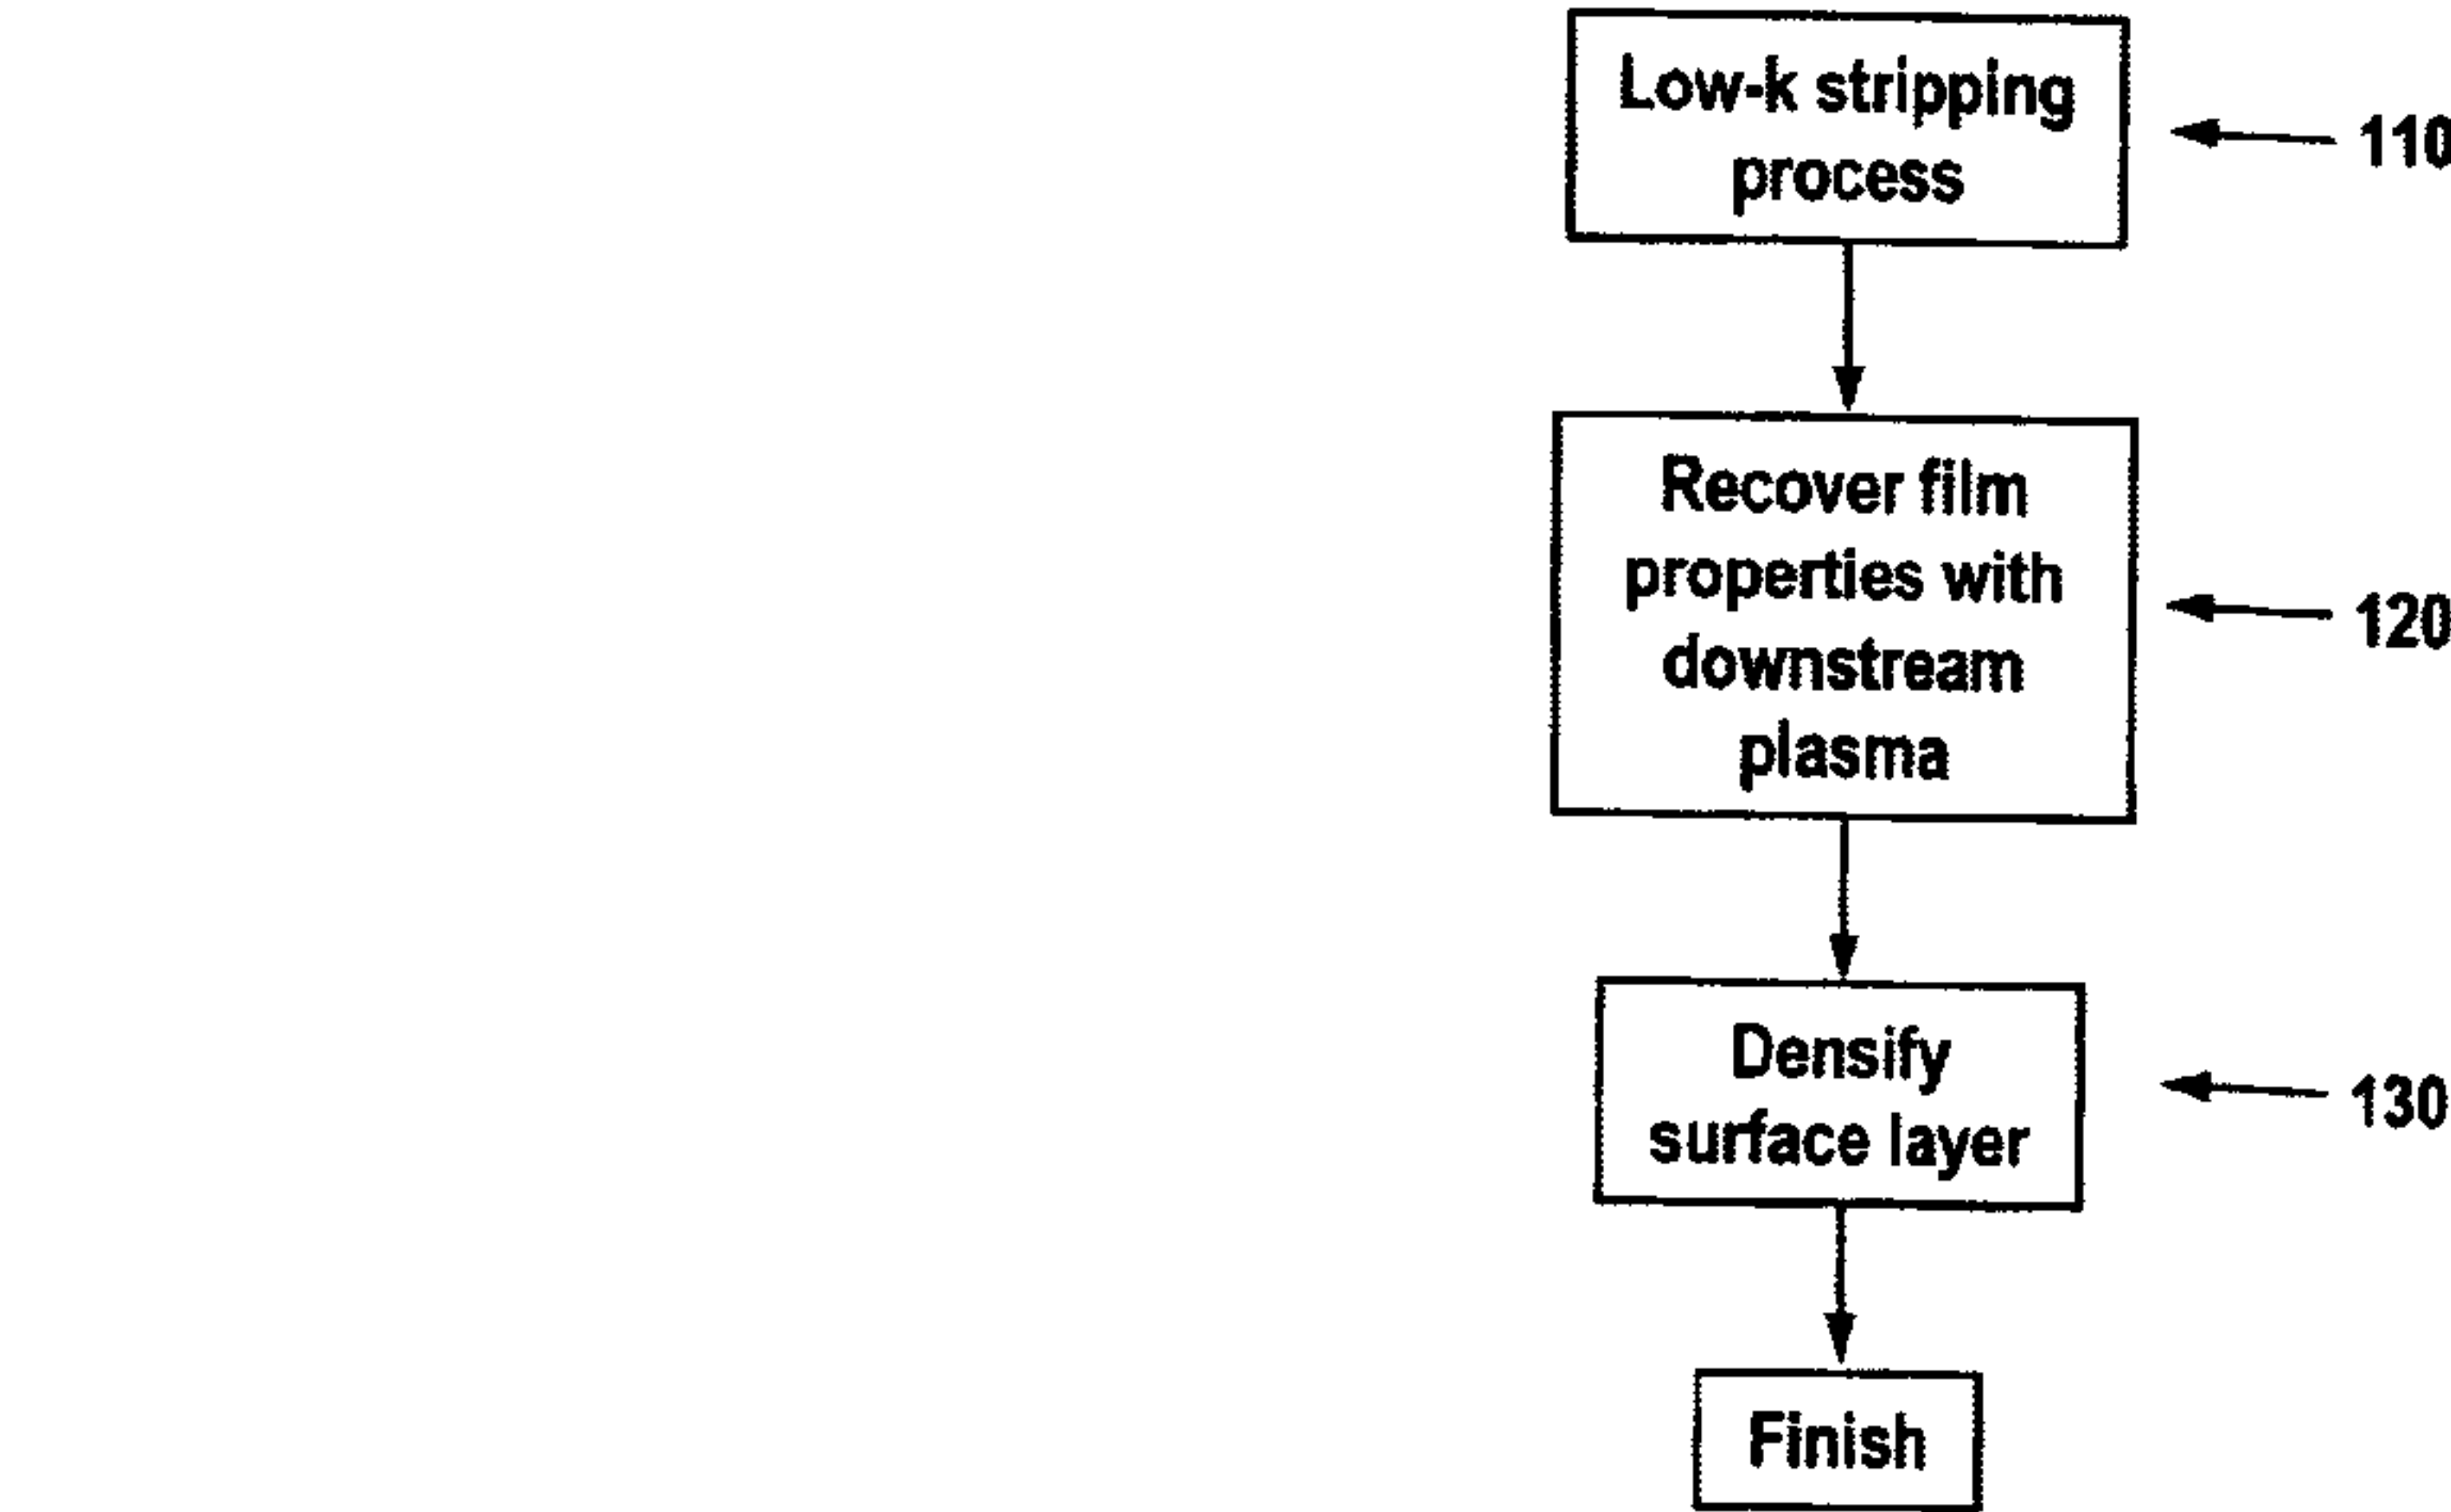 Low-k stripping
process
110
Recover film
properties with
downstream
plasma
120
Densify
surface layer
130
Finish